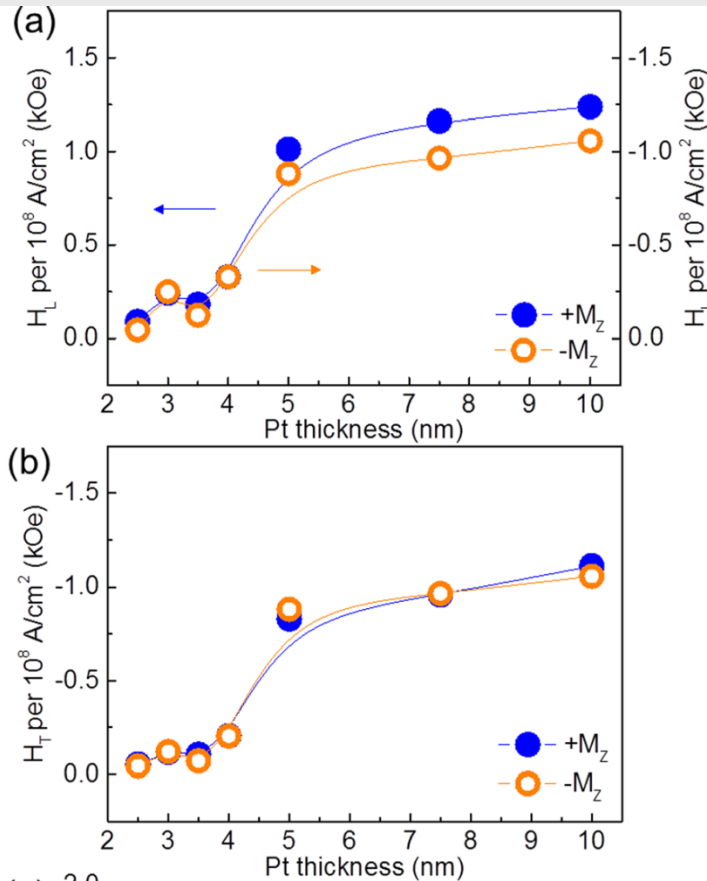 (a)
H_L per 10^8 A/cm^2 (kOe)
1.5
1.0
0.5
0.0
-1.5
-1.0
-0.5
-0.0
per 10^8 A/cm^2 (kOe)
+M_Z
-M_Z
2 3 4 5 6 7 8 9 10
Pt thickness (nm)
(b)
H_T per 10^8 A/cm^2 (kOe)
-1.5
-1.0
-0.5
0.0
+M_Z
-M_Z
2 3 4 5 6 7 8 9 10
Pt thickness (nm)